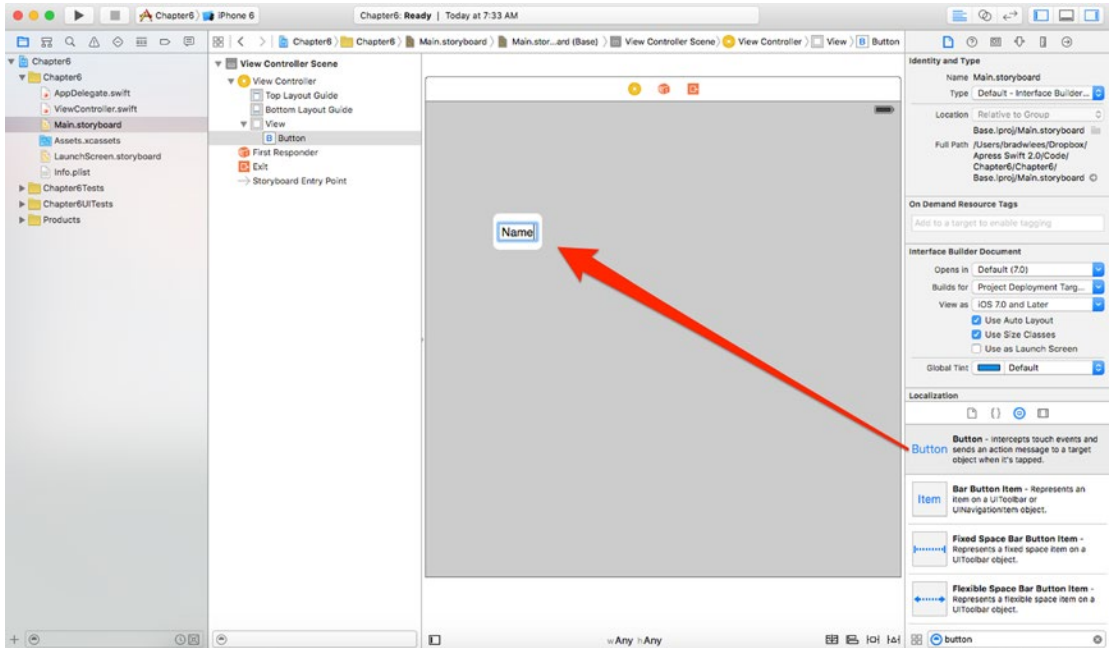 Chapter6 〉 iPhone 6
Chapter6: Ready | Today at 7:33 AM
Chapter6 〉 Chapter6 〉 Main.storyboard 〉 Main.stor...ard (Base) 〉 View Controller Scene 〉 View Controller 〉 View 〉 B Button
Chapter6
Chapter6
AppDelegate.swift
ViewController.swift
Main.storyboard
Assets.xcassets
LaunchScreen.storyboard
Info.plist
Chapter6Tests
Chapter6UITests
Products
View Controller Scene
View Controller
Top Layout Guide
Bottom Layout Guide
View
B Button
First Responder
Exit
Storyboard Entry Point
Name
wAny hAny
Identity and Type
Name Main.storyboard
Type Default - Interface Builder...
Location Relative to Group
Base.lproj/Main.storyboard
Full Path /Users/bradwlees/Dropbox/
Apress Swift 2.0/Code/
Chapter6/Chapter6/
Base.lproj/Main.storyboard
On Demand Resource Tags
Add to a target to enable tagging
Interface Builder Document
Opens in Default (7.0)
Builds for Project Deployment Targ...
View as iOS 7.0 and Later
Use Auto Layout
Use Size Classes
Use as Launch Screen
Global Tint Default
Localization
{}
Button
Button - Intercepts touch events and
sends an action message to a target
object when it's tapped.
Item
Bar Button Item - Represents an
item on a UIToolbar or
UINavigationItem object.
Fixed Space Bar Button Item -
Represents a fixed space item on a
UIToolbar object.
Flexible Space Bar Button Item -
Represents a flexible space item on a
UIToolbar object.
button